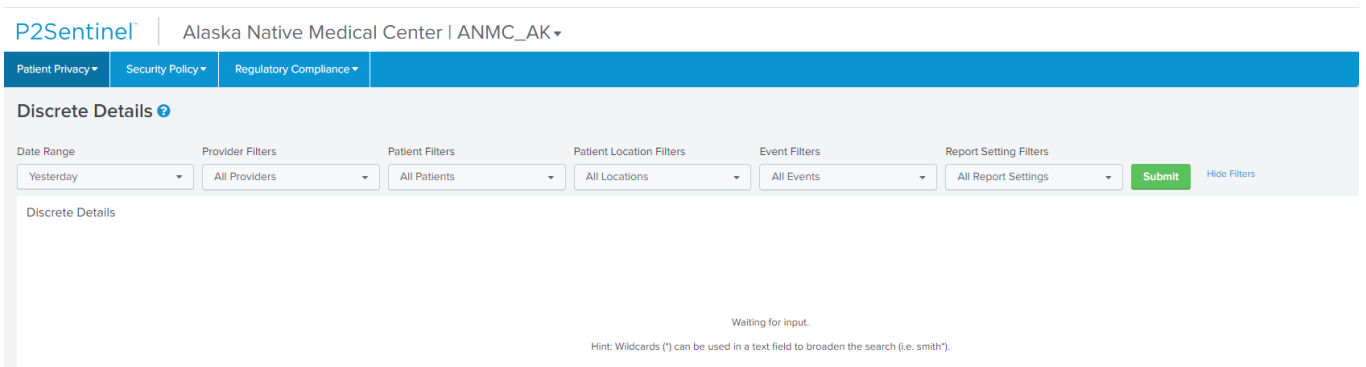 P2Sentinel™ Alaska Native Medical Center | ANMC_AK
Patient Privacy Security Policy Regulatory Compliance
Discrete Details ?
Date Range Provider Filters Patient Filters Patient Location Filters Event Filters Report Setting Filters
Yesterday All Providers All Patients All Locations All Events All Report Settings Submit Hide Filters
Discrete Details
Waiting for input.
Hint: Wildcards (*) can be used in a text field to broaden the search (i.e. smith*).